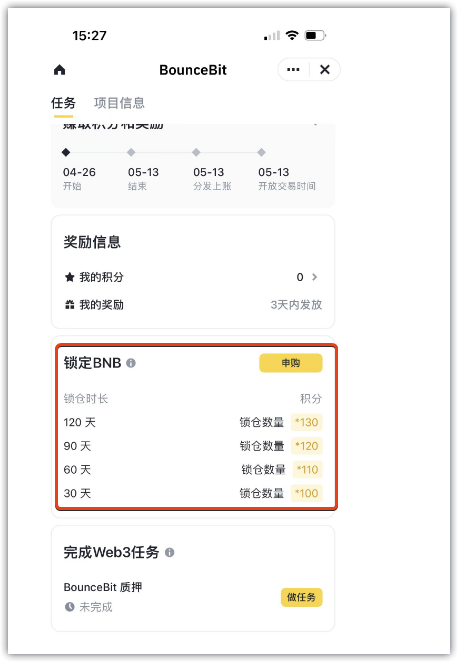 15:27
BounceBit
任务 项目信息
赚取积分和奖励
04-26 05-13 05-13 05-13
开始 结束 分发上账 开放交易时间
奖励信息
我的积分 0
我的奖励 3天内发放
锁定BNB 申购
锁仓时长 积分
120 天 锁仓数量 *130
90 天 锁仓数量 *120
60 天 锁仓数量 *110
30 天 锁仓数量 *100
完成Web3任务
BounceBit 质押
未完成 做任务